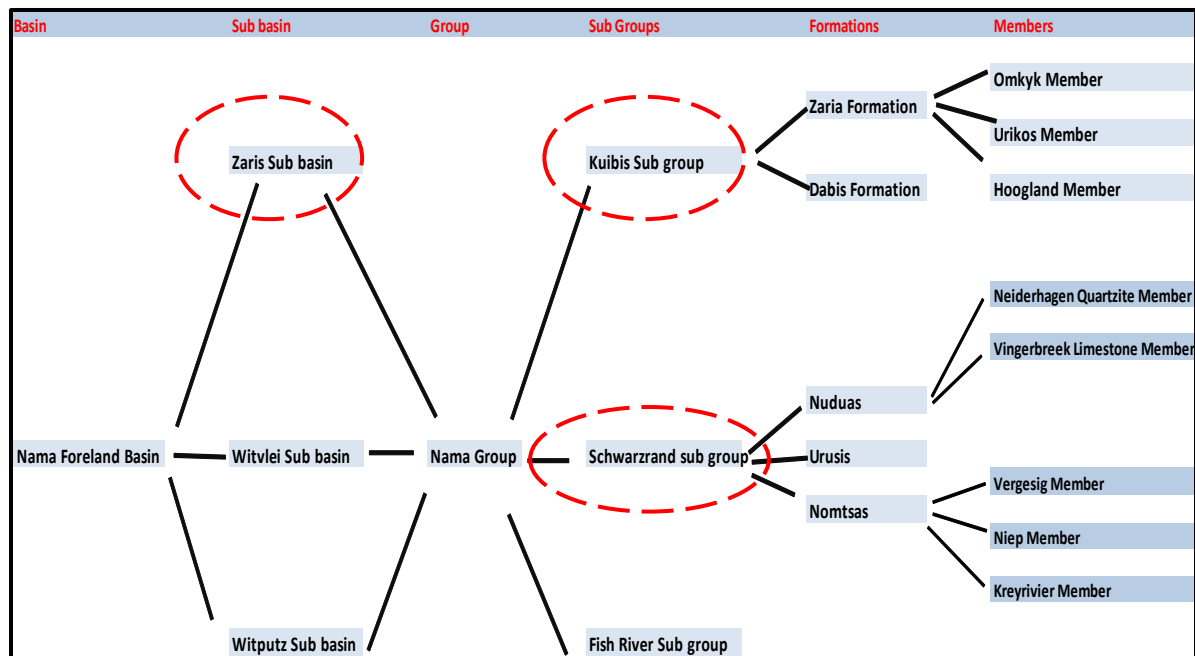 Basin Sub basin Group Sub Groups Formations Members
Omkyk Member
Zaria Formation
Urikos Member
Zaris Sub basin Kuibis Sub group
Dabis Formation Hoogland Member
Neiderhagen Quartzite Member
Vingerbreek Limestone Member
Nuduas
Nama Foreland Basin Witvlei Sub basin Nama Group Schwarzrand sub group Urusis
Vergesig Member
Nomtsas
Niep Member
Kreyrivier Member
Witputz Sub basin Fish River Sub group